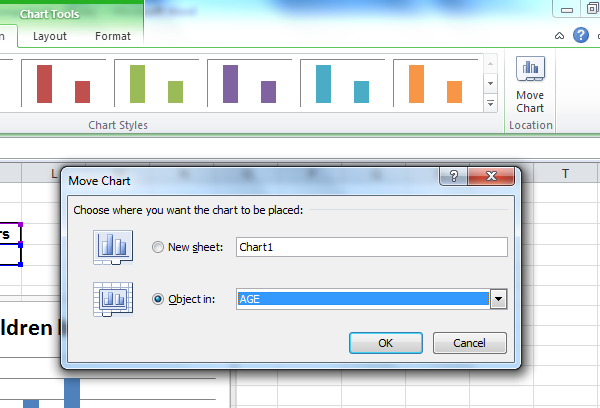 Chart Tools
n Layout Format
Chart Styles
Move
Chart
Location
L
T
Move Chart
Choose where you want the chart to be placed:
rs
New sheet: Chart1
Object in: AGE
ldren
OK Cancel